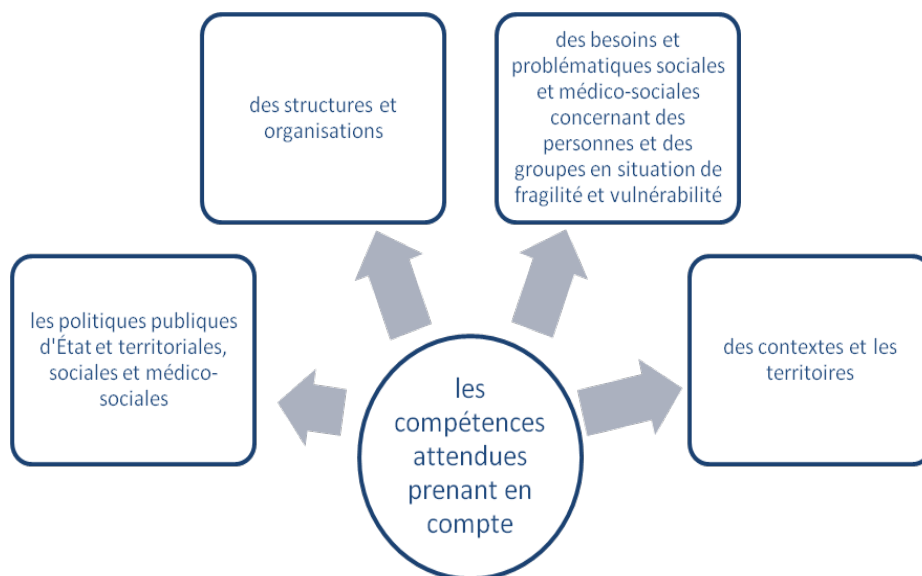 des structures et
organisations
des besoins et
problématiques sociales
et médico-sociales
concernant des
personnes et des
groupes en situation de
fragilité et vulnérabilité
les politiques publiques
d'État et territoriales,
sociales et médico-
sociales
des contextes et les
territoires
les
compétences
attendues
prenant en
compte